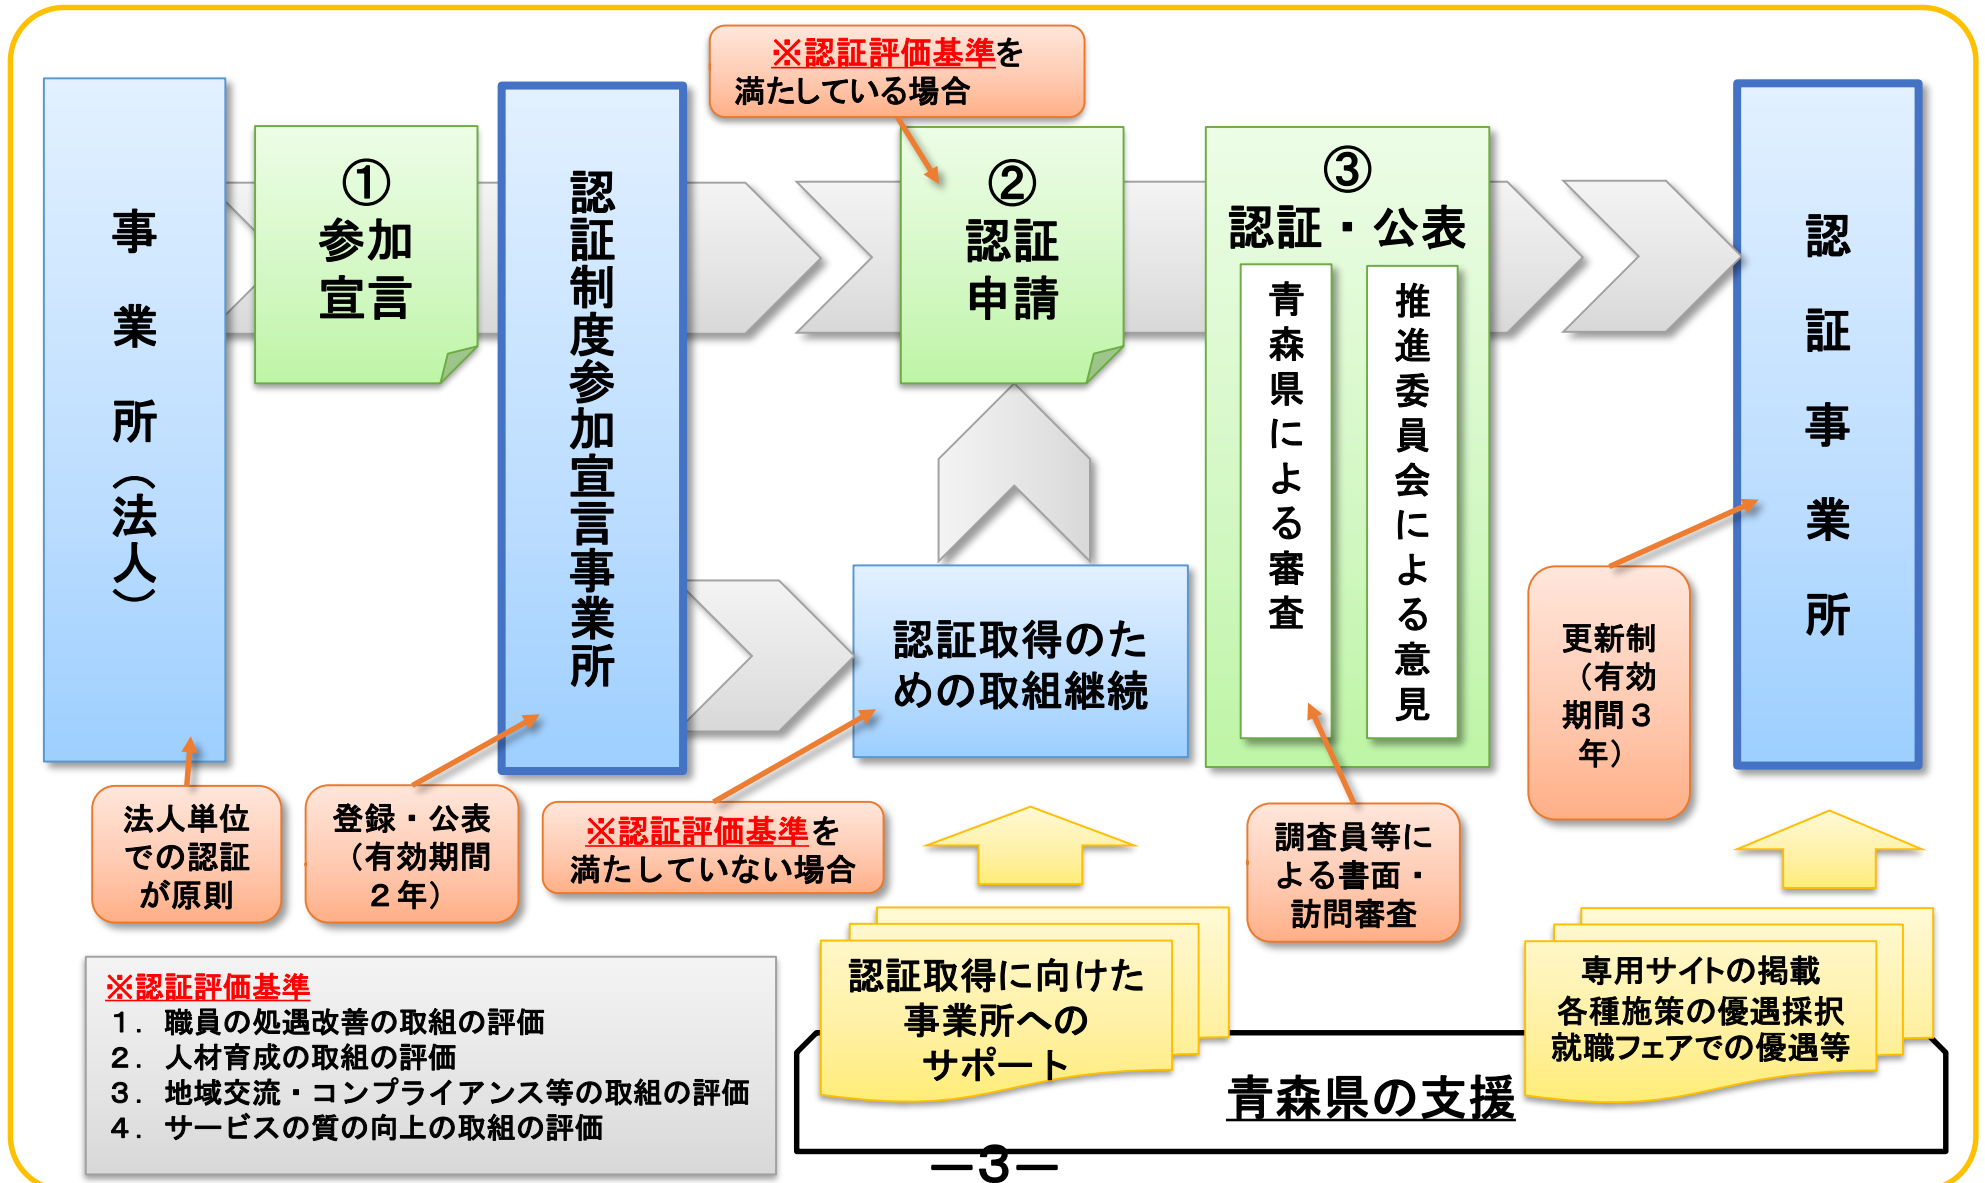 ※認証評価基準を
満たしている場合
事業所（法人）
①
参加
宣言
認証制度参加宣言事業所
②
認証
申請
③
認証・公表
青森県による審査
推進委員会による意見
認証事業所
認証取得のた
めの取組継続
更新制
（有効
期間３
年）
法人単位
での認証
が原則
登録・公表
（有効期間
２年）
※認証評価基準を
満たしていない場合
調査員等に
よる書面・
訪問審査
※認証評価基準
１．職員の処遇改善の取組の評価
２．人材育成の取組の評価
３．地域交流・コンプライアンス等の取組の評価
４．サービスの質の向上の取組の評価
認証取得に向けた
事業所への
サポート
専用サイトの掲載
各種施策の優遇採択
就職フェアでの優遇等
青森県の支援
－３－